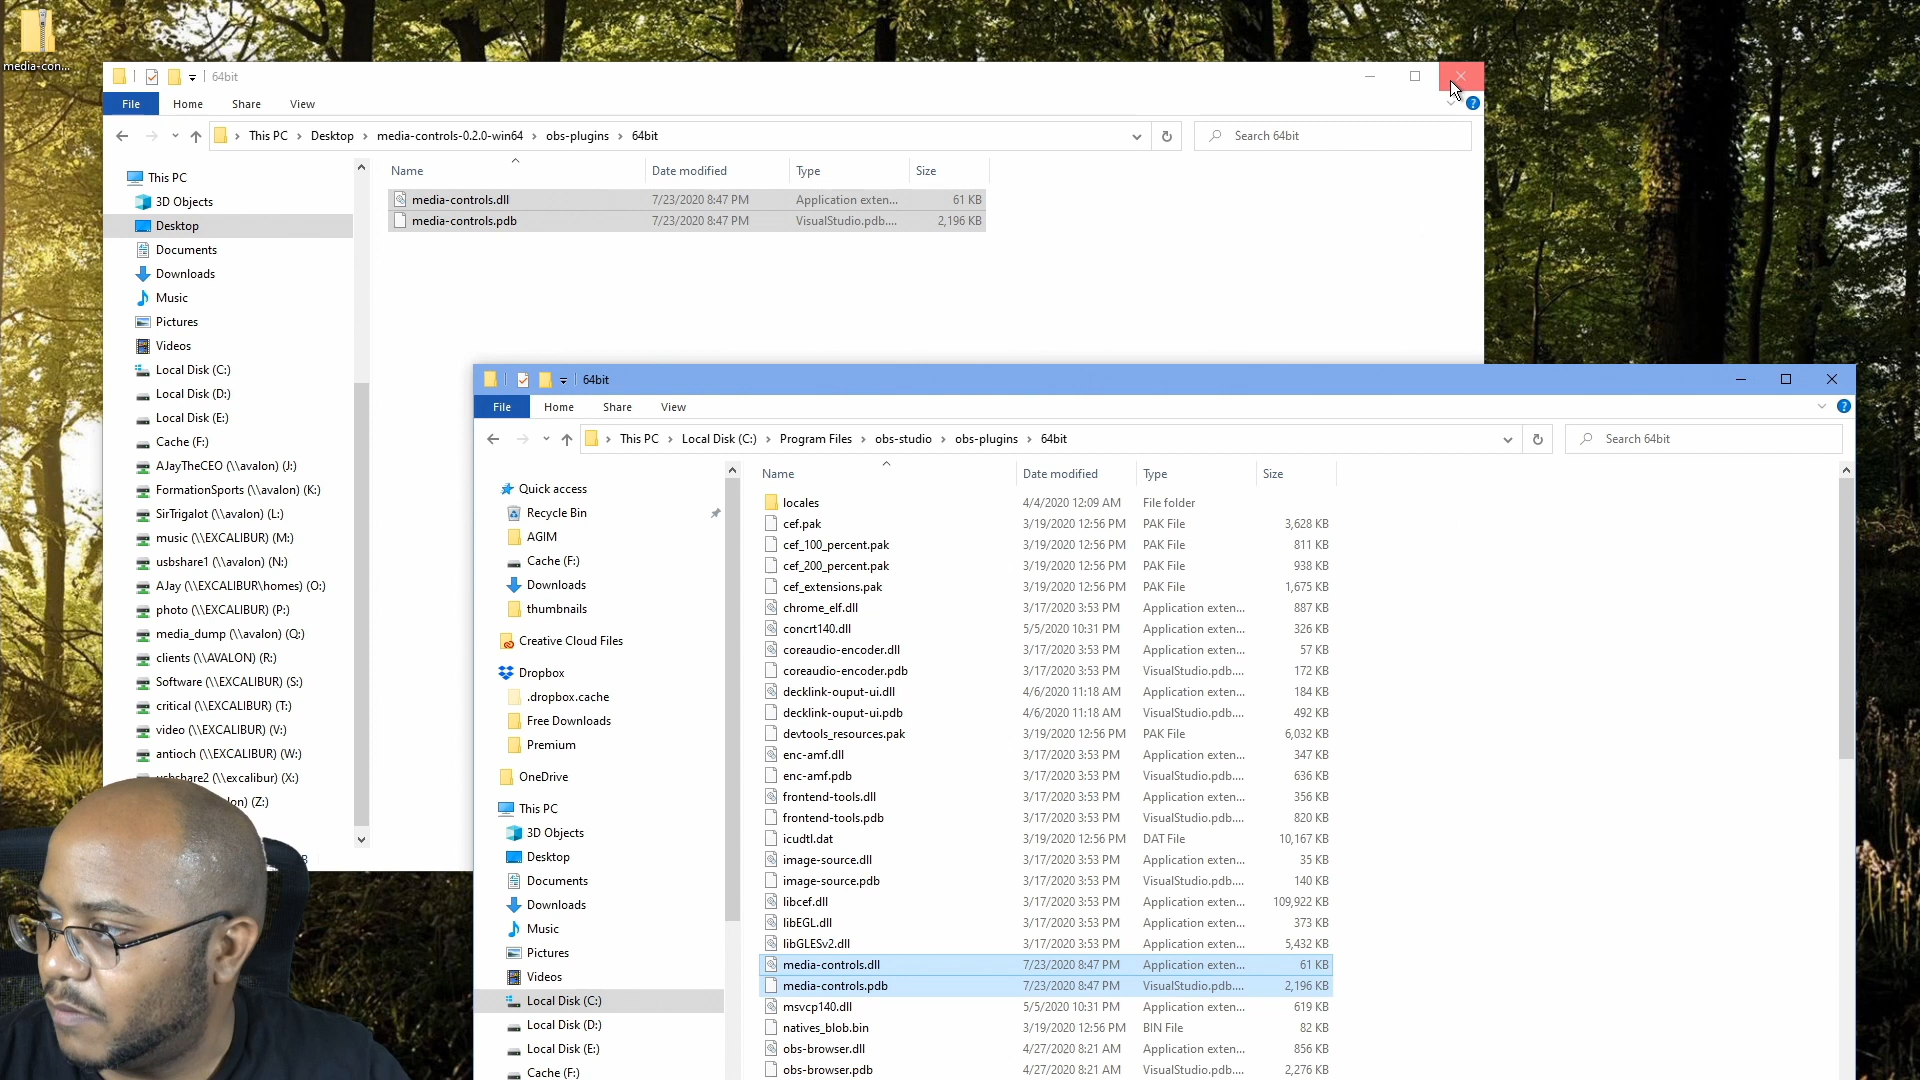 media-con...
64bit
File
Home
Share
View
This PC
Desktop
media-controls-0.2.0-win64
obs-plugins
64bit
Search 64bit
Name
Date modified
Type
Size
media-controls.dll
7/23/2020 8:47 PM
Application exten...
61 KB
media-controls.pdb
7/23/2020 8:47 PM
VisualStudio.pdb....
2,196 KB
This PC
3D Objects
Desktop
Documents
Downloads
Music
Pictures
Videos
Local Disk (C:)
Local Disk (D:)
Local Disk (E:)
Cache (F:)
AJayTheCEO (\\avalon) (J:)
FormationSports (\\avalon) (K:)
SirTrigalot (\\avalon) (L:)
music (\\EXCALIBUR) (M:)
usbshare1 (\\avalon) (N:)
AJay (\\EXCALIBUR\homes) (O:)
photo (\\EXCALIBUR) (P:)
media_dump (\\avalon) (Q:)
clients (\\AVALON) (R:)
Software (\\EXCALIBUR) (S:)
critical (\\EXCALIBUR) (T:)
video (\\EXCALIBUR) (V:)
antioch (\\EXCALIBUR) (W:)
usbshare2 (\\excalibur) (X:)
lon) (Z:)
64bit
File
Home
Share
View
This PC
Local Disk (C:)
Program Files
obs-studio
obs-plugins
64bit
Search 64bit
Quick access
Recycle Bin
AGIM
Cache (F:)
Downloads
thumbnails
Creative Cloud Files
Dropbox
.dropbox.cache
Free Downloads
Premium
OneDrive
This PC
3D Objects
Desktop
Documents
Downloads
Music
Pictures
Videos
Local Disk (C:)
Local Disk (D:)
Local Disk (E:)
Cache (F:)
Name
Date modified
Type
Size
locales 4/4/2020 12:09 AM File folder
cef.pak 3/19/2020 12:56 PM PAK File 3,628 KB
cef_100_percent.pak 3/19/2020 12:56 PM PAK File 811 KB
cef_200_percent.pak 3/19/2020 12:56 PM PAK File 938 KB
cef_extensions.pak 3/19/2020 12:56 PM PAK File 1,675 KB
chrome_elf.dll 3/17/2020 3:53 PM Application exten... 887 KB
concrt140.dll 5/5/2020 10:31 PM Application exten... 326 KB
coreaudio-encoder.dll 3/17/2020 3:53 PM Application exten... 57 KB
coreaudio-encoder.pdb 3/17/2020 3:53 PM VisualStudio.pdb.... 172 KB
decklink-ouput-ui.dll 4/6/2020 11:18 AM Application exten... 184 KB
decklink-ouput-ui.pdb 4/6/2020 11:18 AM VisualStudio.pdb.... 492 KB
devtools_resources.pak 3/19/2020 12:56 PM PAK File 6,032 KB
enc-amf.dll 3/17/2020 3:53 PM Application exten... 347 KB
enc-amf.pdb 3/17/2020 3:53 PM VisualStudio.pdb.... 636 KB
frontend-tools.dll 3/17/2020 3:53 PM Application exten... 356 KB
frontend-tools.pdb 3/17/2020 3:53 PM VisualStudio.pdb.... 820 KB
icudtl.dat 3/19/2020 12:56 PM DAT File 10,167 KB
image-source.dll 3/17/2020 3:53 PM Application exten... 35 KB
image-source.pdb 3/17/2020 3:53 PM VisualStudio.pdb.... 140 KB
libcef.dll 3/17/2020 3:53 PM Application exten... 109,922 KB
libEGL.dll 3/17/2020 3:53 PM Application exten... 373 KB
libGLESv2.dll 3/17/2020 3:53 PM Application exten... 5,432 KB
media-controls.dll 7/23/2020 8:47 PM Application exten... 61 KB
media-controls.pdb 7/23/2020 8:47 PM VisualStudio.pdb.... 2,196 KB
msvcp140.dll 5/5/2020 10:31 PM Application exten... 619 KB
natives_blob.bin 3/19/2020 12:56 PM BIN File 82 KB
obs-browser.dll 4/27/2020 8:21 AM Application exten... 856 KB
obs-browser.pdb 4/27/2020 8:21 AM VisualStudio.pdb.... 2,276 KB